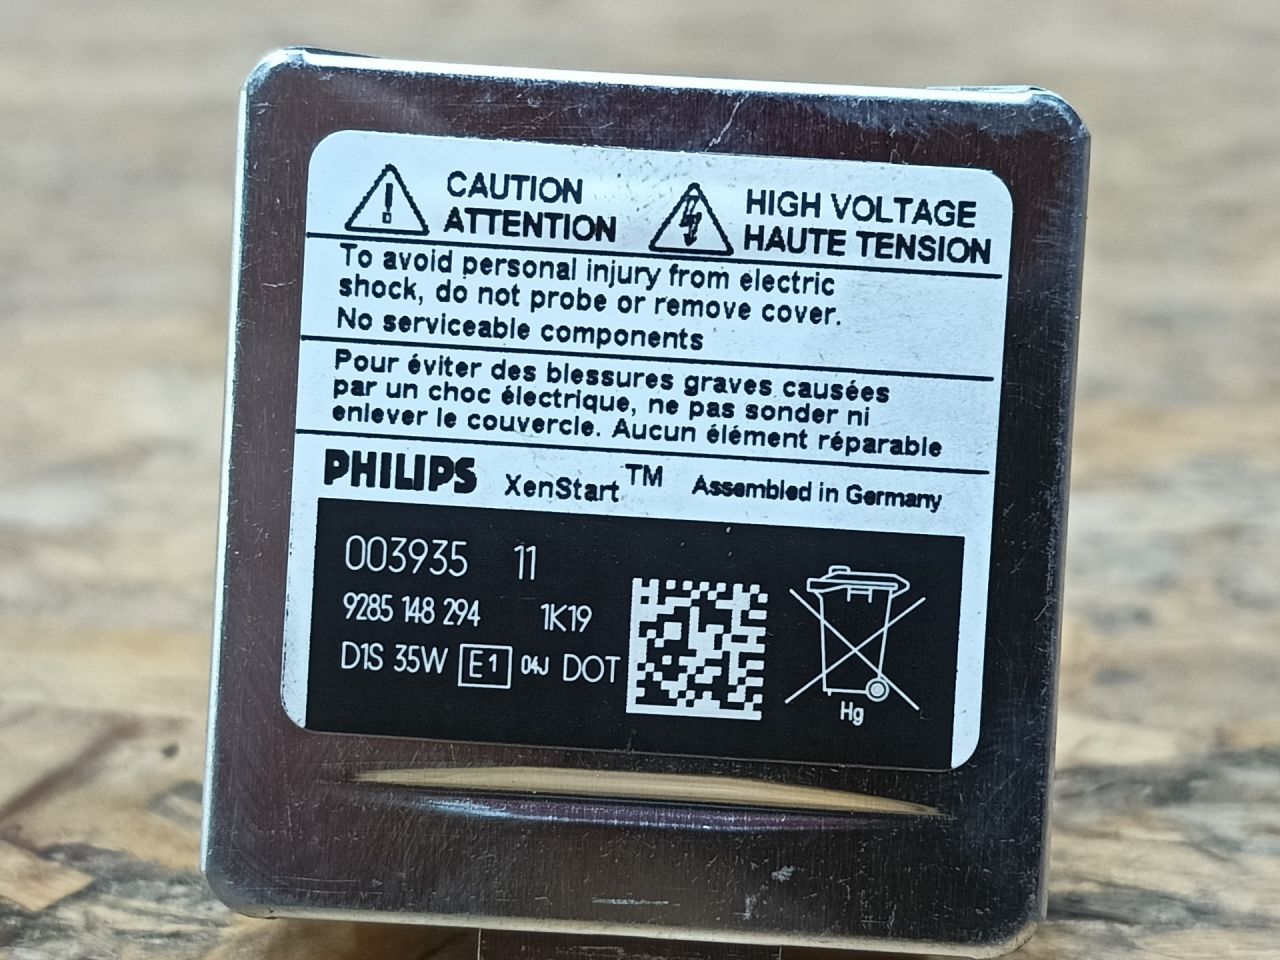 CAUTION
ATTENTION
HIGH VOLTAGE
HAUTE TENSION
To avoid personal injury from electric
shock, do not probe or remove cover.
No serviceable components
Pour éviter des blessures graves causées
par un choc électrique, ne pas sonder ni
enlever le couvercle. Aucun élément réparable
PHILIPS XenStart™ Assembled in Germany
003935 11
9285 148 294 1K19
D1S 35W E1 04J DOT
Hg